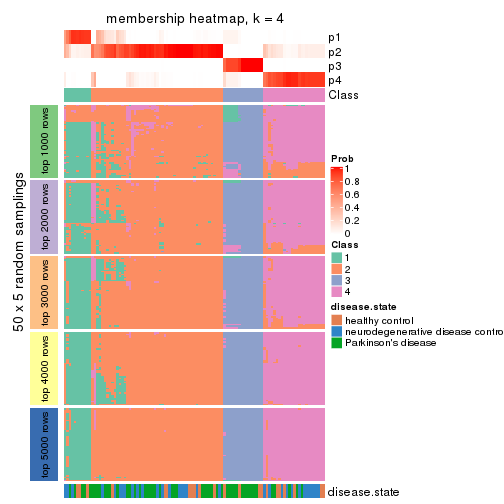 membership heatmap, k = 4
p1
p2
p3
p4
Class
50 x 5 random samplings
top 1000 rows
top 2000 rows
top 3000 rows
top 4000 rows
top 5000 rows
Prob
1
0.8
0.6
0.4
0.2
0
Class
1
2
3
4
disease.state
healthy control
neurodegenerative disease contro
Parkinson's disease
disease.state